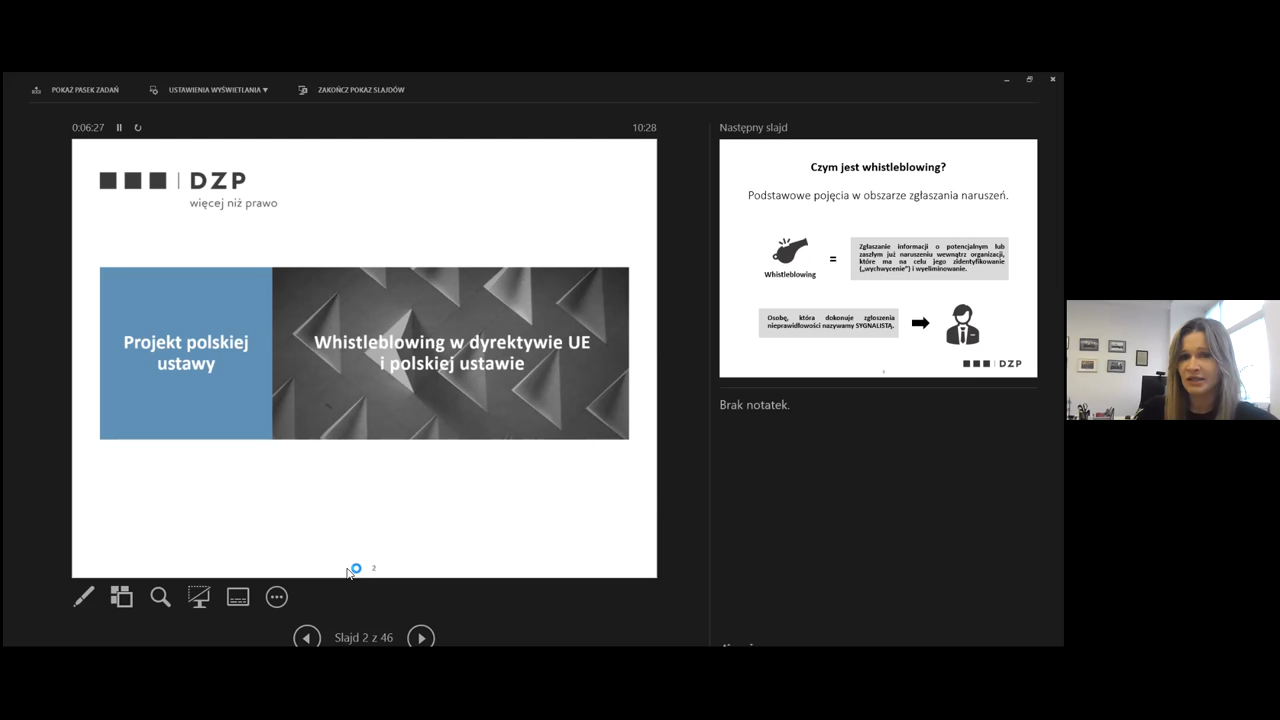 POKAŻ PASEK ZADAŃ
USTAWIENIA WYŚWIETLANIA
ZAKOŃCZ POKAZ SLAJDÓW
0:06:27
10:28
DZP
więcej niż prawo
Projekt polskiej
ustawy
Whistleblowing w dyrektywie UE
i polskiej ustawie
2
Slajd 2 z 46
Następny slajd
Czym jest whistleblowing?
Podstawowe pojęcia w obszarze zgłaszania naruszeń.
Whistleblowing
=
Zgłaszanie informacji o potencjalnym lub
zaszłym już naruszeniu wewnątrz organizacji,
które ma na celu jego zidentyfikowanie
(„wychwycenie") i wyeliminowanie.
Osobę, która dokonuje zgłoszenia
nieprawidłowości nazywamy SYGNALISTĄ.
DZP
Brak notatek.